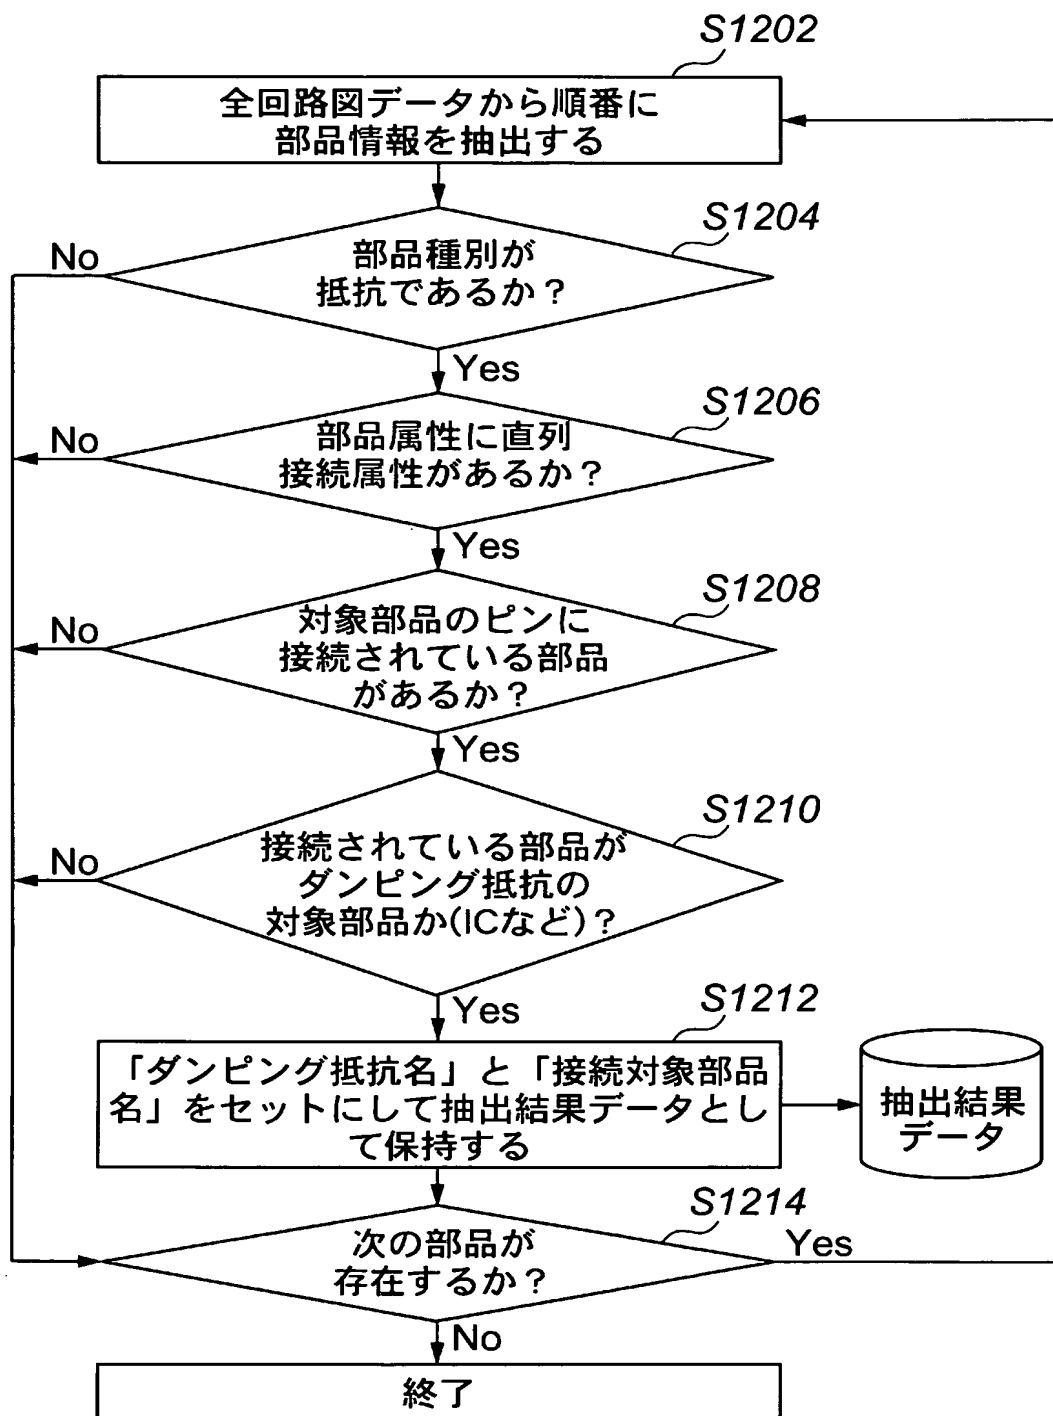 S1202
全回路図データから順番に
部品情報を抽出する
S1204
部品種別が
抵抗であるか？
No
Yes
S1206
部品属性に直列
接続属性があるか？
No
Yes
S1208
対象部品のピンに
接続されている部品
があるか？
No
Yes
S1210
接続されている部品が
ダンピング抵抗の
対象部品か(ICなど)？
No
Yes
S1212
「ダンピング抵抗名」と「接続対象部品
名」をセットにして抽出結果データとし
て保持する
抽出結果
データ
S1214
次の部品が
存在するか？
Yes
No
終了